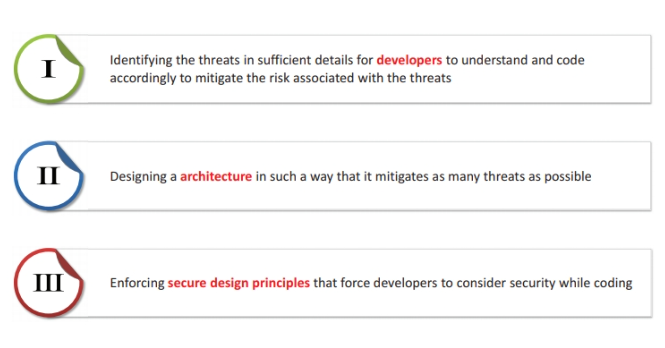 I
Identifying the threats in sufficient details for developers to understand and code
accordingly to mitigate the risk associated with the threats
II
Designing a architecture in such a way that it mitigates as many threats as possible
III
Enforcing secure design principles that force developers to consider security while coding